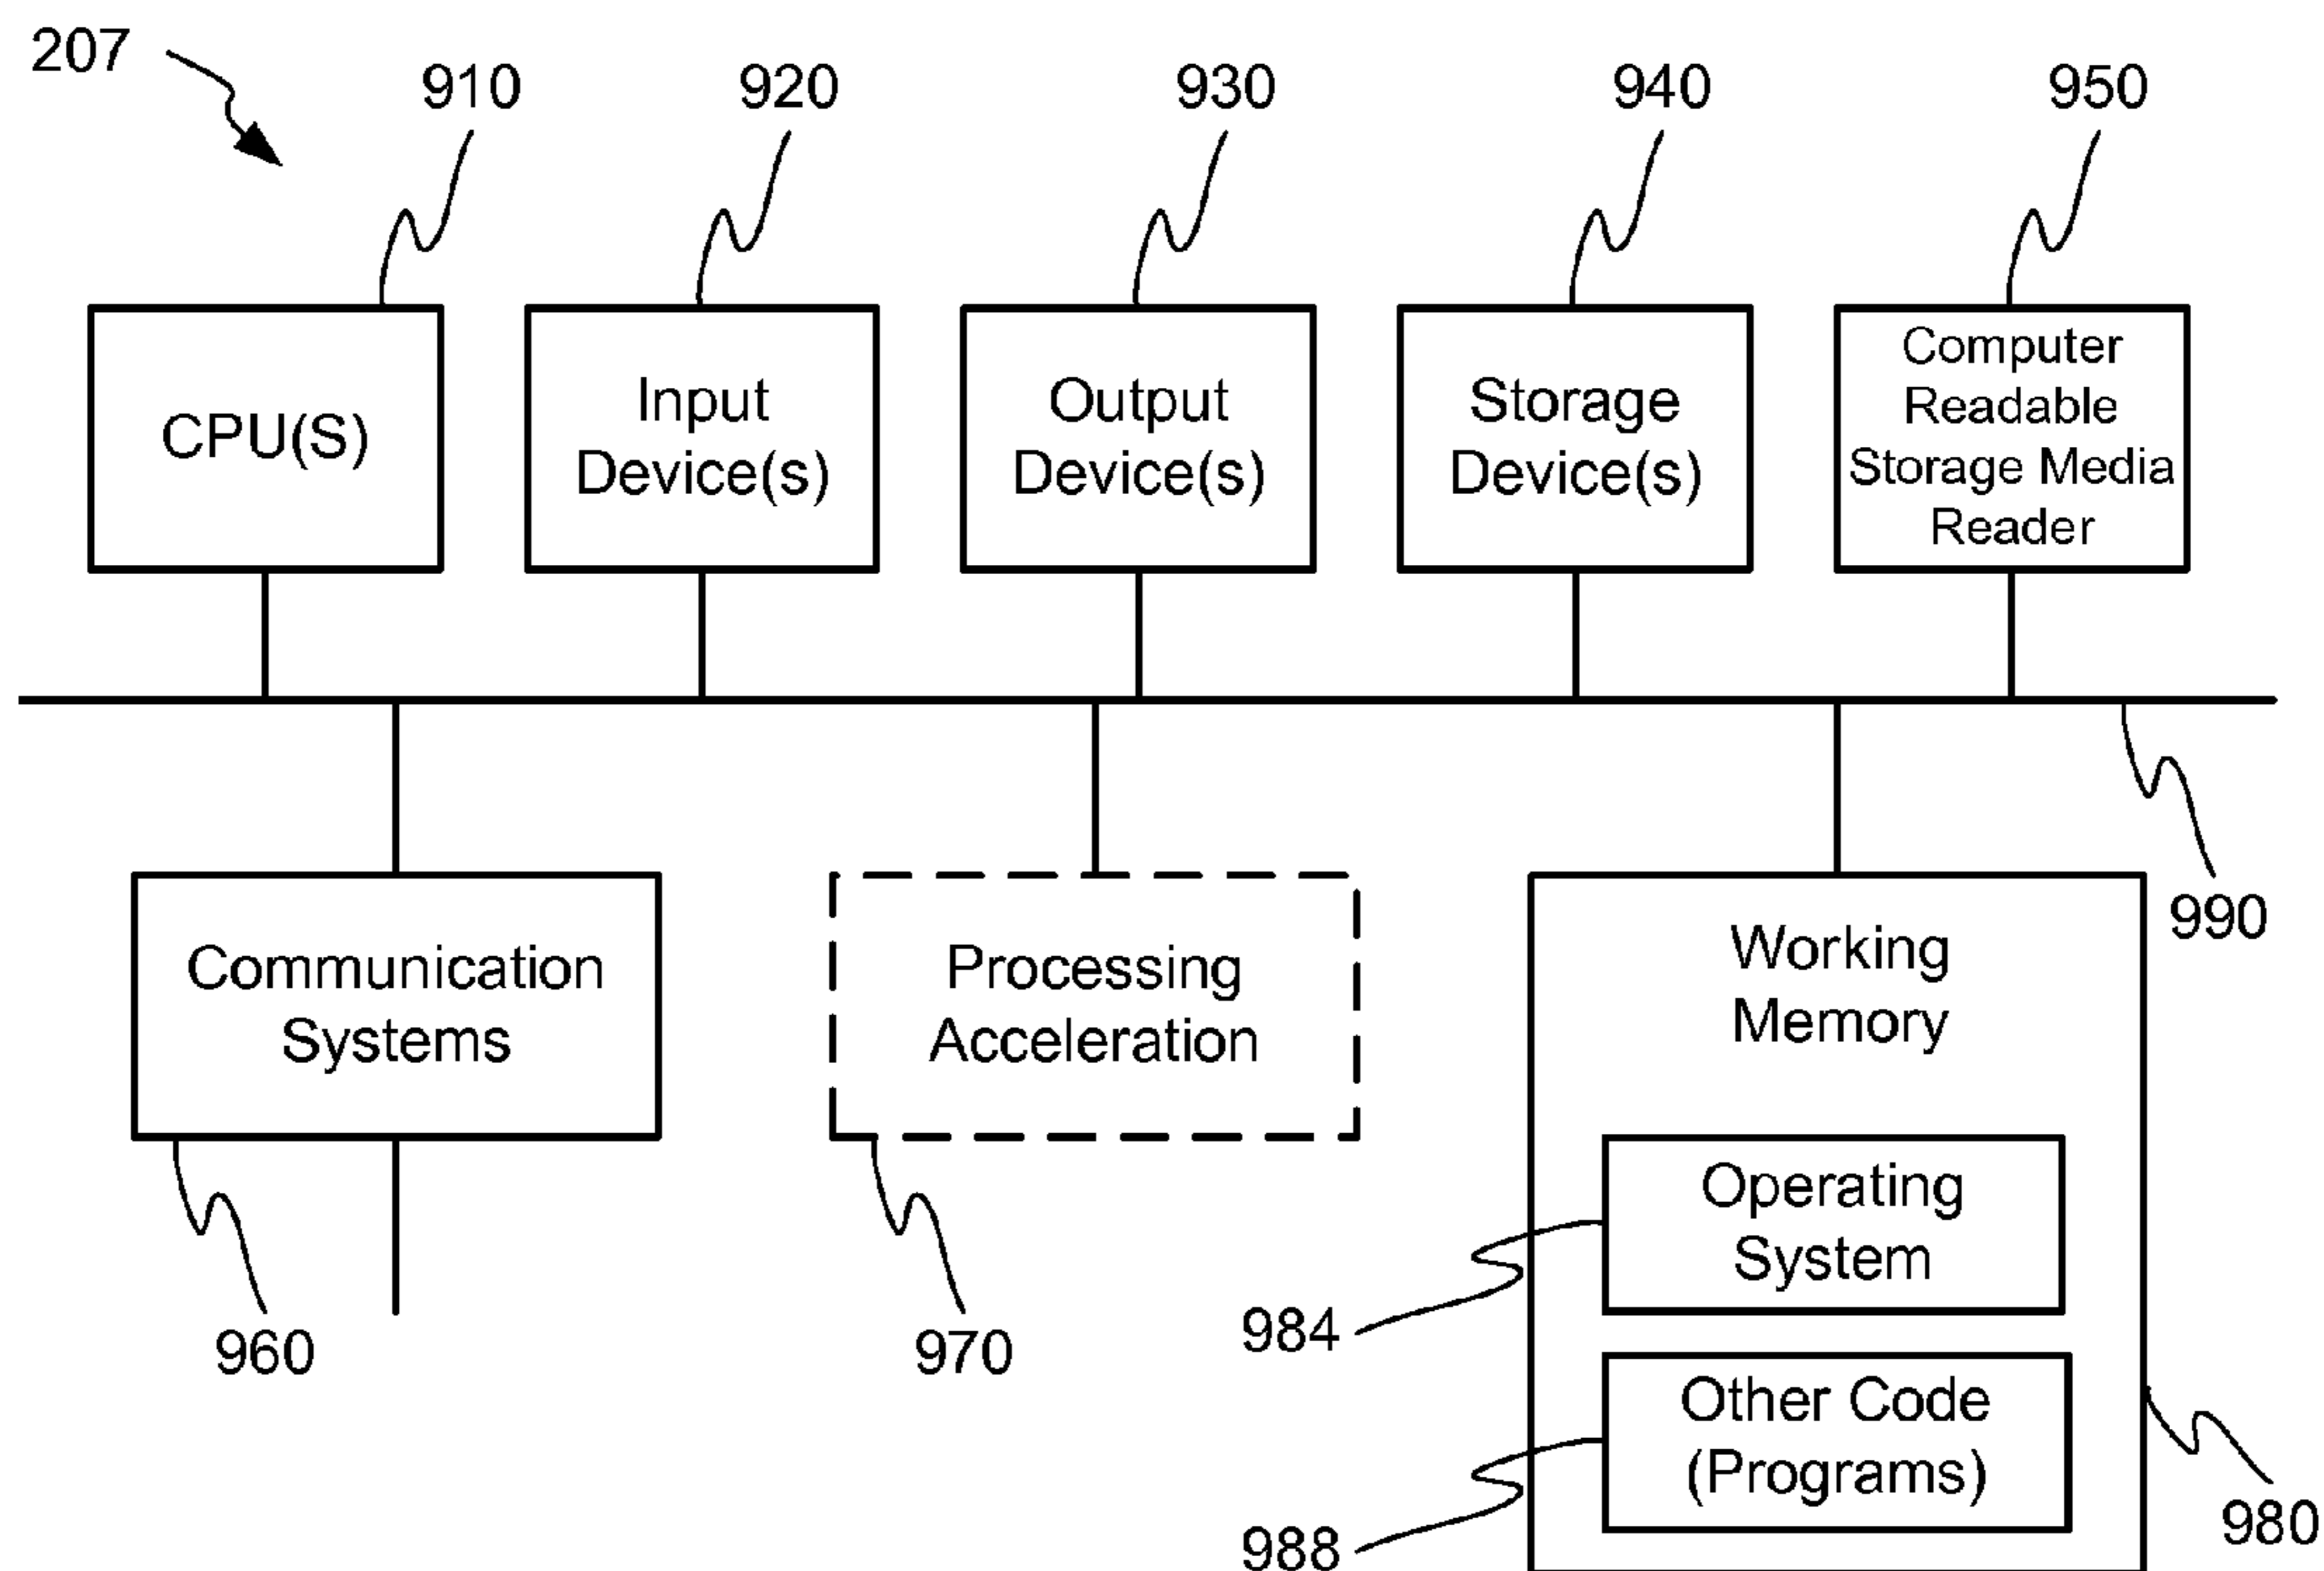 207
910
920
930
940
950
CPU(S)
Input
Device(s)
Output
Device(s)
Storage
Device(s)
Computer
Readable
Storage Media
Reader
990
Communication
Systems
Processing
Acceleration
Working
Memory
Operating
System
984
960
970
Other Code
(Programs)
988
980